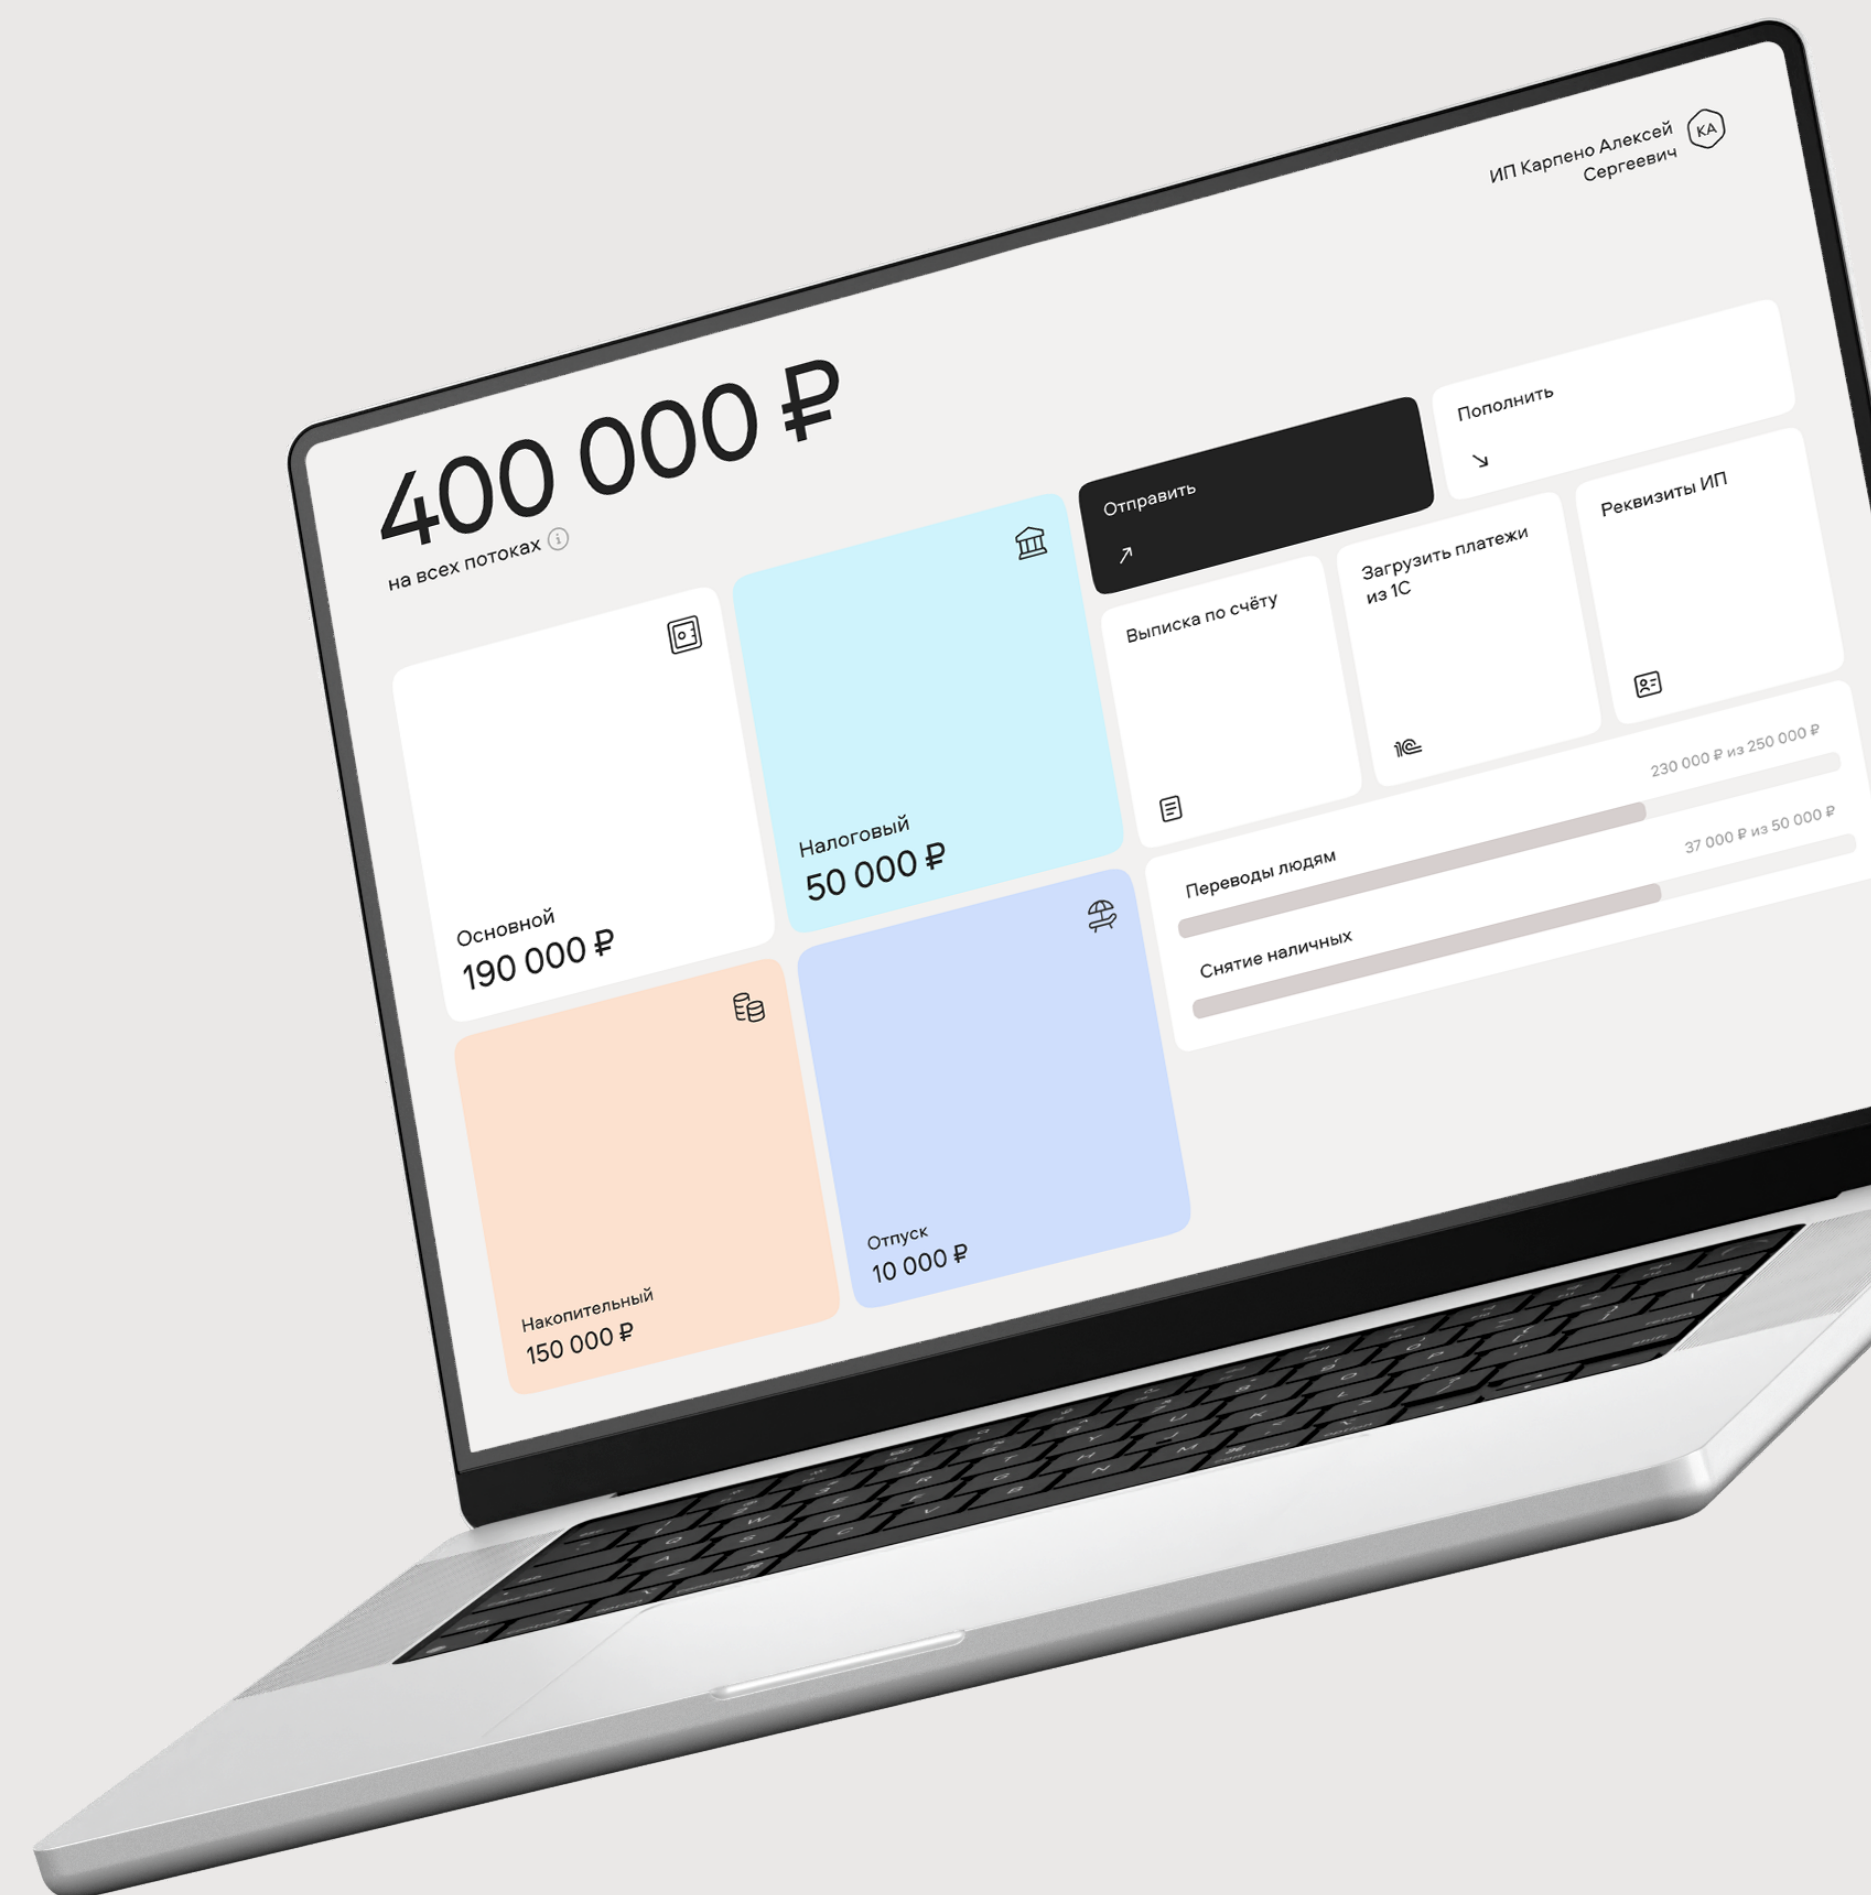 ИП Карпено Алексей
Сергеевич
КА
400 000 ₽
на всех потоках
Основной
190 000 ₽
Налоговый
50 000 ₽
Накопительный
150 000 ₽
Отпуск
10 000 ₽
Отправить
Пополнить
Выписка по счёту
Загрузить платежи
из 1С
Реквизиты ИП
1С
Переводы людям
230 000 ₽ из 250 000 ₽
Снятие наличных
37 000 ₽ из 50 000 ₽